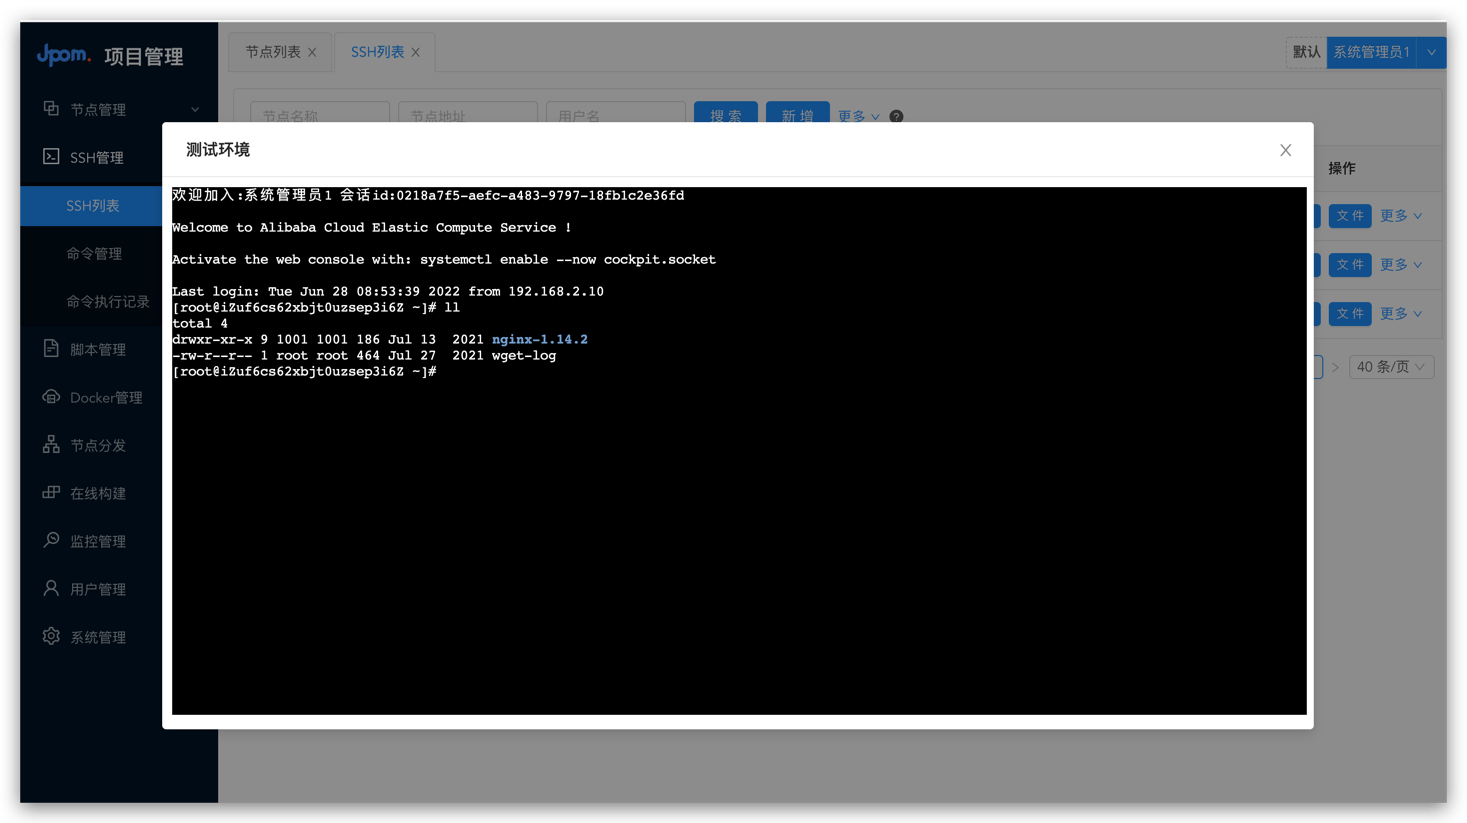 Jpom. 项目管理
节点列表
SSH列表
默认
系统管理员1
节点管理
SSH管理
SSH列表
命令管理
命令执行记录
脚本管理
Docker管理
节点分发
在线构建
监控管理
用户管理
系统管理
节点名称
节点地址
用户名
搜 索
新 增
更多
?
操作
文 件
更多
文 件
更多
文 件
更多
40 条/页
测试环境
欢迎加入:系统管理员1 会话id:0218a7f5-aefc-a483-9797-18fb1c2e36fd
Welcome to Alibaba Cloud Elastic Compute Service !
Activate the web console with: systemctl enable --now cockpit.socket
Last login: Tue Jun 28 08:53:39 2022 from 192.168.2.10
[root@iZuf6cs62xbjt0uzsep3i6Z ~]# ll
total 4
drwxr-xr-x 9 1001 1001 186 Jul 13  2021 nginx-1.14.2
-rw-r--r-- 1 root root 464 Jul 27  2021 wget-log
[root@iZuf6cs62xbjt0uzsep3i6Z ~]#